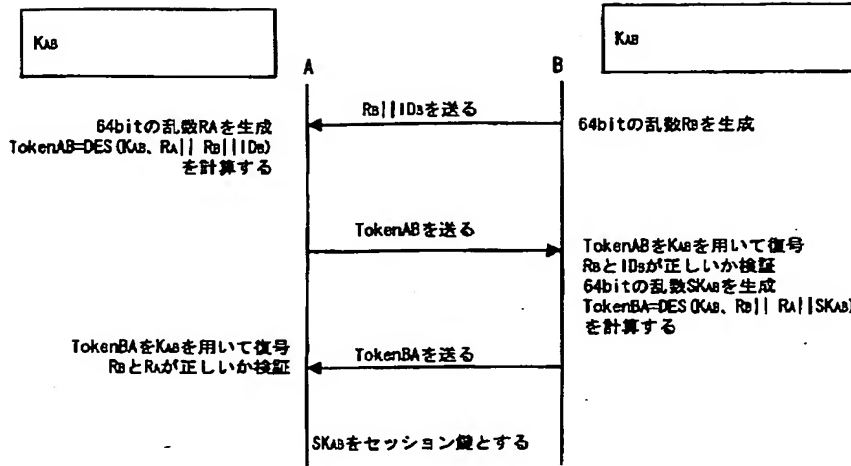 KAB
KAB
A
B
RB||IDBを送る
64bitの乱数RAを生成
TokenAB=DES(KAB、RA|| RB||IDB)
を計算する
64bitの乱数RBを生成
TokenABを送る
TokenABをKABを用いて復号
RBとIDBが正しいか検証
64bitの乱数SKABを生成
TokenBA=DES(KAB、RB|| RA||SKAB)
を計算する
TokenBAをKABを用いて復号
RBとRAが正しいか検証
TokenBAを送る
SKABをセッション鍵とする